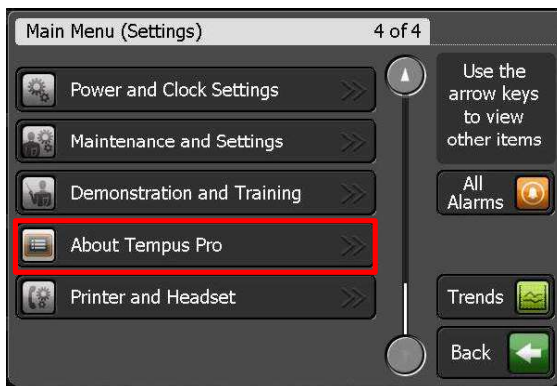 Main Menu (Settings) 4 of 4
Power and Clock Settings
Maintenance and Settings
Demonstration and Training
About Tempus Pro
Printer and Headset
Use the
arrow keys
to view
other items
All
Alarms
Trends
Back